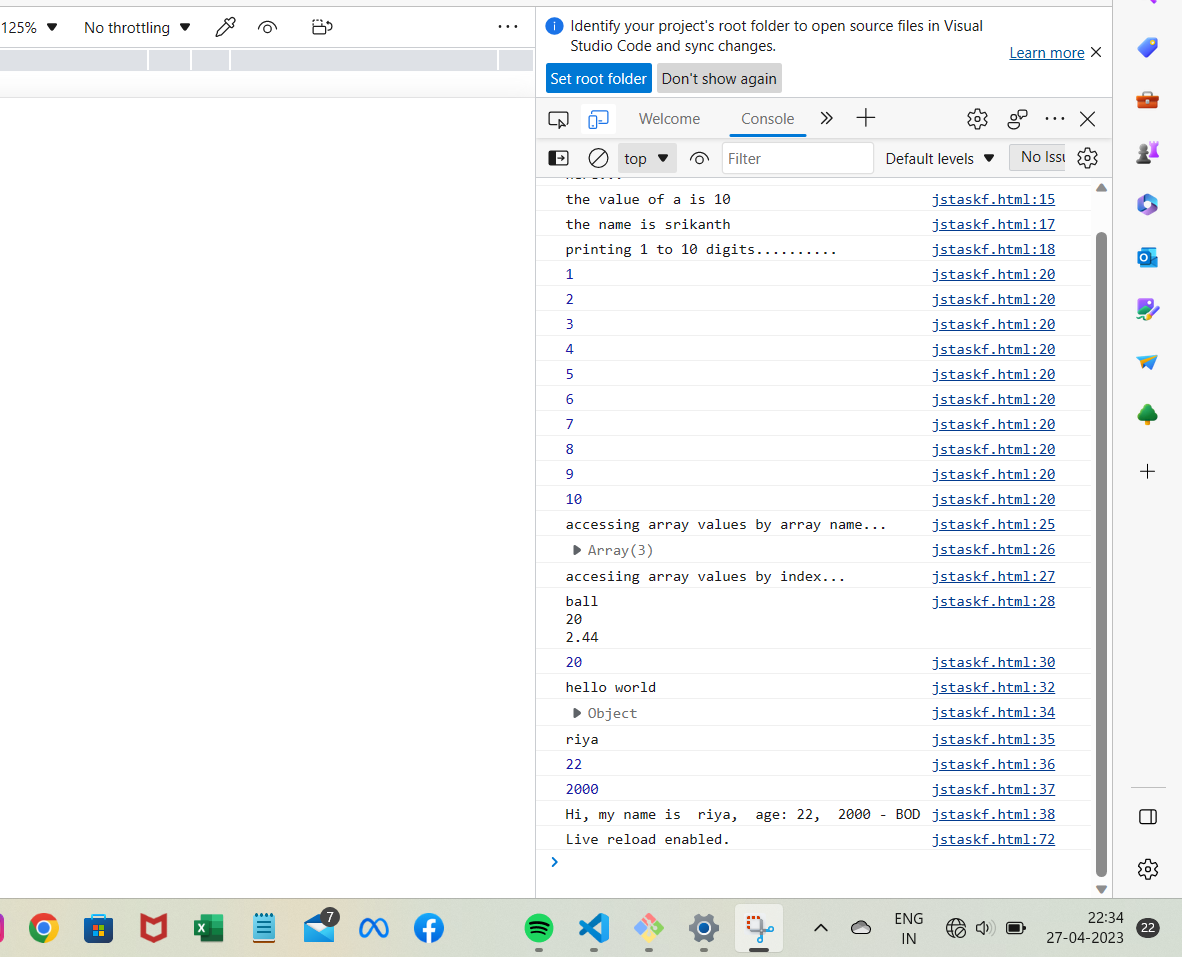 125% No throttling
Identify your project's root folder to open source files in Visual
Studio Code and sync changes.
Learn more
Set root folder Don't show again
Welcome Console
top Filter Default levels No Issu
the value of a is 10 jstaskf.html:15
the name is srikanth jstaskf.html:17
printing 1 to 10 digits.......... jstaskf.html:18
1 jstaskf.html:20
2 jstaskf.html:20
3 jstaskf.html:20
4 jstaskf.html:20
5 jstaskf.html:20
6 jstaskf.html:20
7 jstaskf.html:20
8 jstaskf.html:20
9 jstaskf.html:20
10 jstaskf.html:20
accessing array values by array name... jstaskf.html:25
Array(3) jstaskf.html:26
accesiing array values by index... jstaskf.html:27
ball jstaskf.html:28
20
2.44
20 jstaskf.html:30
hello world jstaskf.html:32
Object jstaskf.html:34
riya jstaskf.html:35
22 jstaskf.html:36
2000 jstaskf.html:37
Hi, my name is  riya,  age: 22,  2000 - BOD jstaskf.html:38
Live reload enabled. jstaskf.html:72
7
ENG
IN
22:34
27-04-2023
22